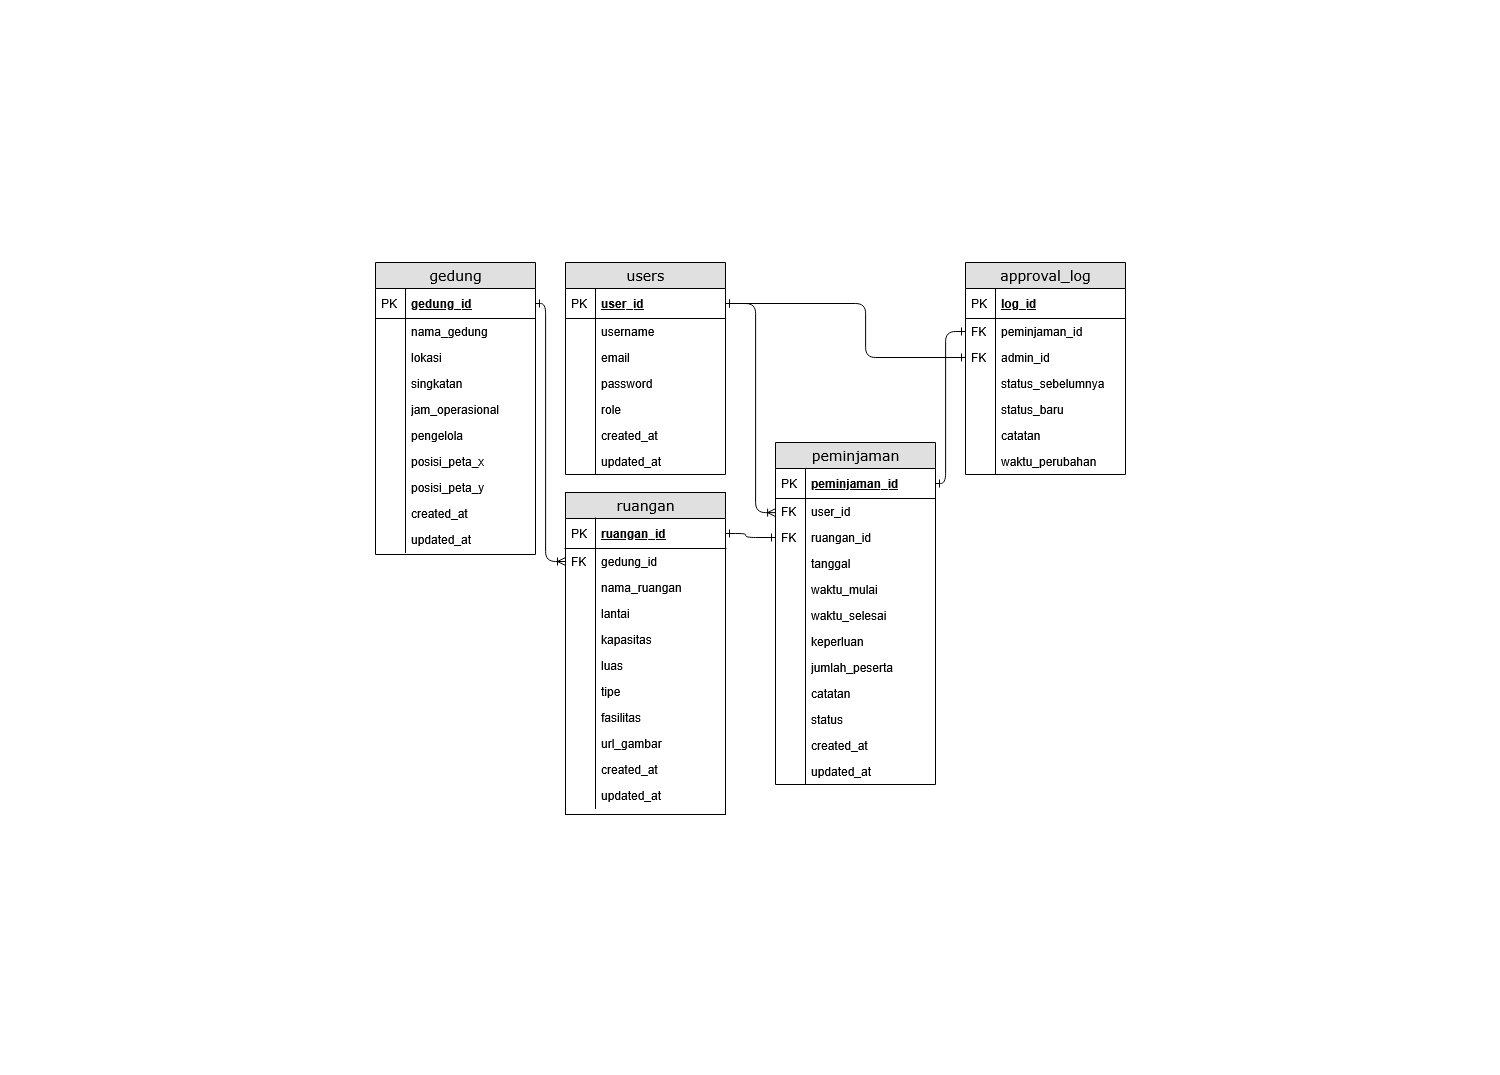 gedung
PK gedung_id
nama_gedung
lokasi
singkatan
jam_operasional
pengelola
posisi_peta_x
posisi_peta_y
created_at
updated_at
users
PK user_id
username
email
password
role
created_at
updated_at
ruangan
PK ruangan_id
FK gedung_id
nama_ruangan
lantai
kapasitas
luas
tipe
fasilitas
url_gambar
created_at
updated_at
peminjaman
PK peminjaman_id
FK user_id
FK ruangan_id
tanggal
waktu_mulai
waktu_selesai
keperluan
jumlah_peserta
catatan
status
created_at
updated_at
approval_log
PK log_id
FK peminjaman_id
FK admin_id
status_sebelumnya
status_baru
catatan
waktu_perubahan